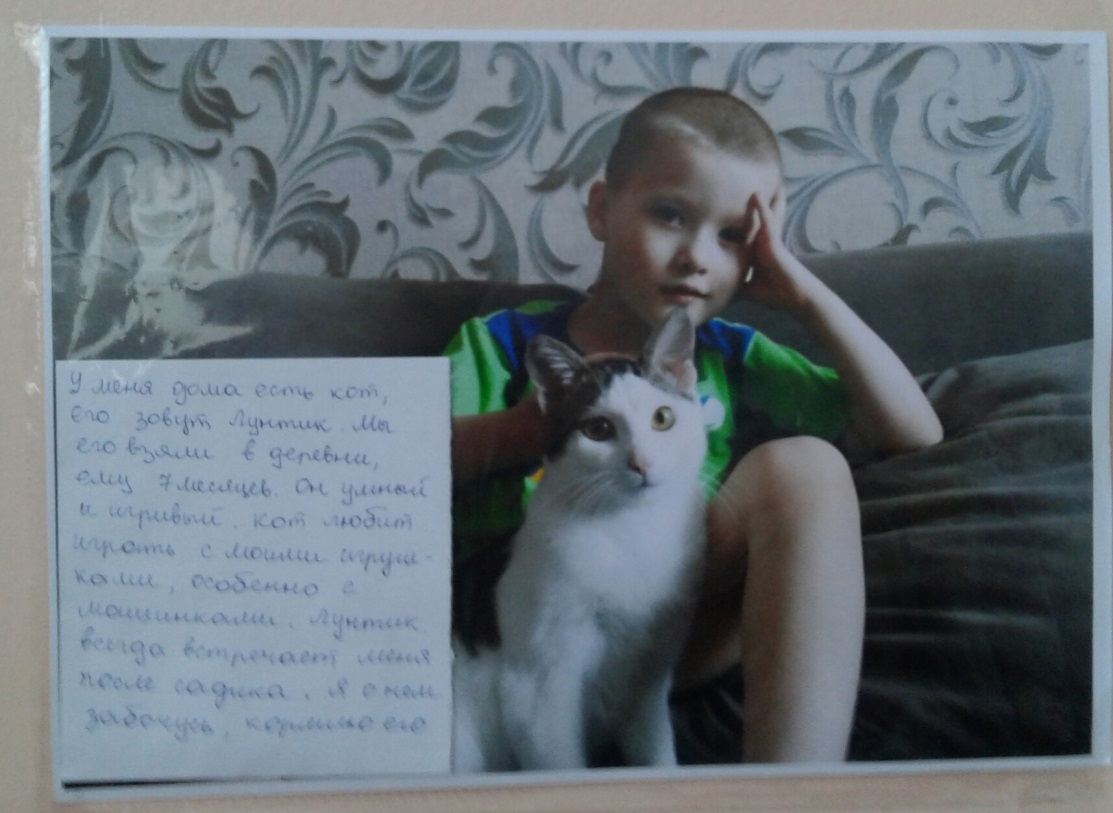 У меня дома есть кот,
его зовут Лунтик. Мы
его взяли в деревни,
ему 7 месяцев. Он умный
и игривый. Кот любит
играть с моими игруш-
ками, особенно с
машинками. Лунтик
всегда встречает меня
после садика. Я о нем
забочусь, кормлю его